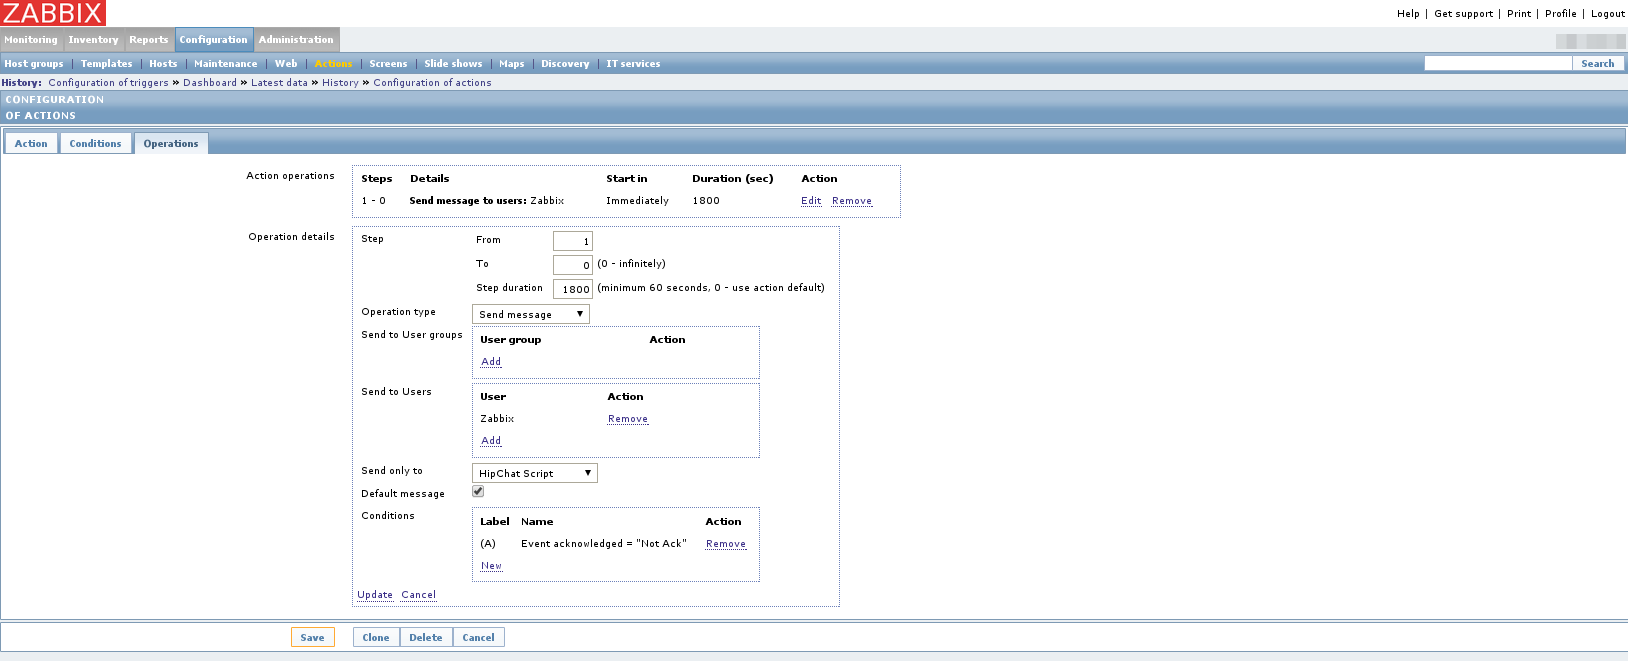 ZABBIX
Help | Get support | Print | Profile | Logout
Monitoring Inventory Reports Configuration Administration
Host groups | Templates | Hosts | Maintenance | Web | Actions | Screens | Slide shows | Maps | Discovery | IT services Search
History: Configuration of triggers » Dashboard » Latest data » History » Configuration of actions
CONFIGURATION
OF ACTIONS
Action Conditions Operations
Action operations
Steps Details Start in Duration (sec) Action
1 - 0 Send message to users: Zabbix Immediately 1800 Edit Remove
Operation details
Step From 1
To 0 (0 - infinitely)
Step duration 1800 (minimum 60 seconds, 0 - use action default)
Operation type Send message
Send to User groups User group Action
Add
Send to Users User Action
Zabbix Remove
Add
Send only to HipChat Script
Default message
Conditions Label Name Action
(A) Event acknowledged = "Not Ack" Remove
New
Update Cancel
Save Clone Delete Cancel